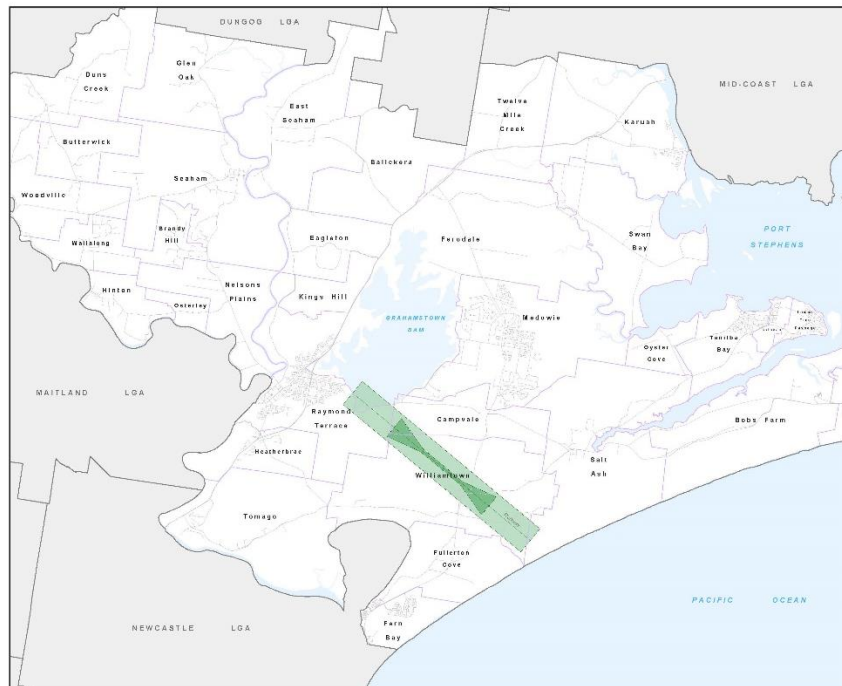 DUNGOG LGA
Duns
Creek
Glen
Oak
East
Seaham
Twelve
Mile
Creek
Karuah
MID-COAST LGA
Butterwick
Balickera
Seaham
Woodville
Brandy
Hill
Wallalong
Eagleton
Ferodale
Swan
Bay
PORT
STEPHENS
Hinton
Osterley
Nelsons
Plains
Kings Hill
GRAHAMSTOWN
DAM
Medowie
Oyster
Cove
Tanilba
Bay
MAITLAND LGA
Raymond
Terrace
Campvale
Bobs Farm
Heatherbrae
Salt
Ash
Williamtown
Tomago
Fullerton
Cove
PACIFIC OCEAN
Fern
Bay
NEWCASTLE LGA